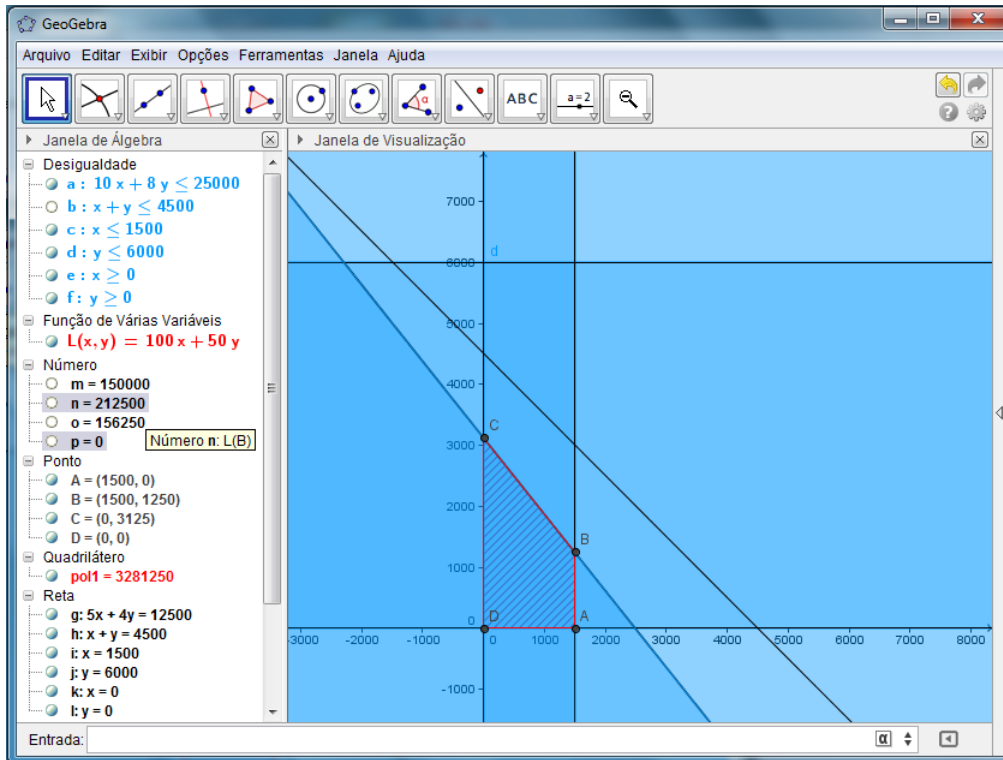 GeoGebra
Arquivo Editar Exibir Opções Ferramentas Janela Ajuda
ABC
a=2
α
Janela de Álgebra
Desigualdade
a : 10 x + 8 y ≤ 25000
b : x + y ≤ 4500
c : x ≤ 1500
d : y ≤ 6000
e : x ≥ 0
f : y ≥ 0
Função de Várias Variáveis
L(x, y) = 100 x + 50 y
Número
m = 150000
n = 212500
o = 156250
p = 0
Número n: L(B)
Ponto
A = (1500, 0)
B = (1500, 1250)
C = (0, 3125)
D = (0, 0)
Quadrilátero
pol1 = 3281250
Reta
g: 5x + 4y = 12500
h: x + y = 4500
i: x = 1500
j: y = 6000
k: x = 0
l: y = 0
Janela de Visualização
7000
d
6000
5000
4000
C
3000
2000
B
1000
D
A
0
-3000 -2000 -1000 0 1000 2000 3000 4000 5000 6000 7000 8000
-1000
Entrada:
α